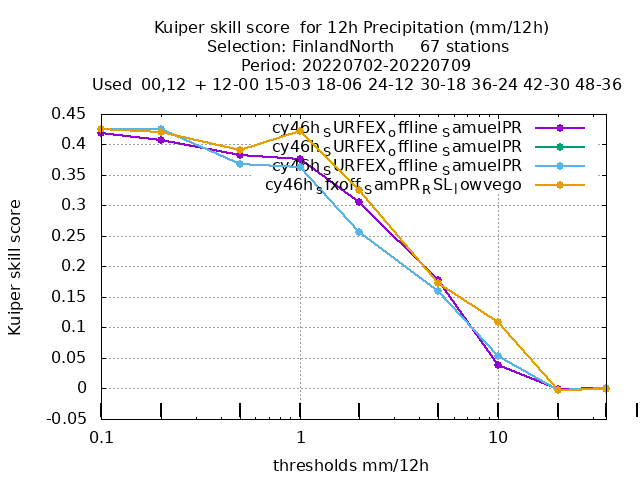 Kuiper skill score  for 12h Precipitation (mm/12h)
Selection: FinlandNorth     67 stations
Period: 20220702-20220709
Used  00,12  + 12-00 15-03 18-06 24-12 30-18 36-24 42-30 48-36
cy46h_SURFEX_offline_SamuelPR
cy46h_SURFEX_offline_SamuelPR
cy46h_SURFEX_offline_SamuelPR
cy46h_sfxoff_SamPR_RSL_lowvego
Kuiper skill score
0.45
0.4
0.35
0.3
0.25
0.2
0.15
0.1
0.05
0
-0.05
0.1
1
10
thresholds mm/12h